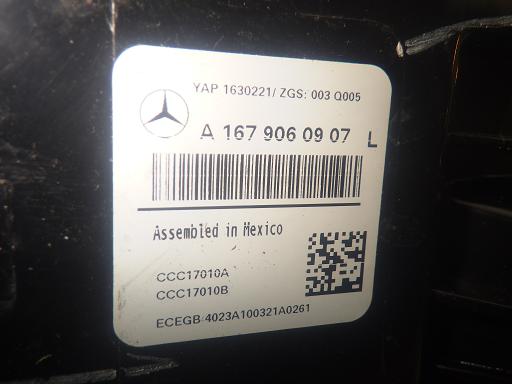 YAP 1630221/ ZGS: 003 Q005
A 167 906 09 07 L
Assembled in Mexico
CCC17010A
CCC17010B
ECEGB 4023A100321A0261